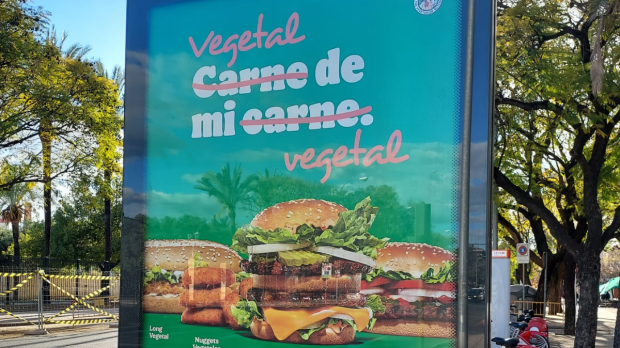 vegetal
Carne de
mi carne.
vegetal
Long
Vegetal
Nuggets